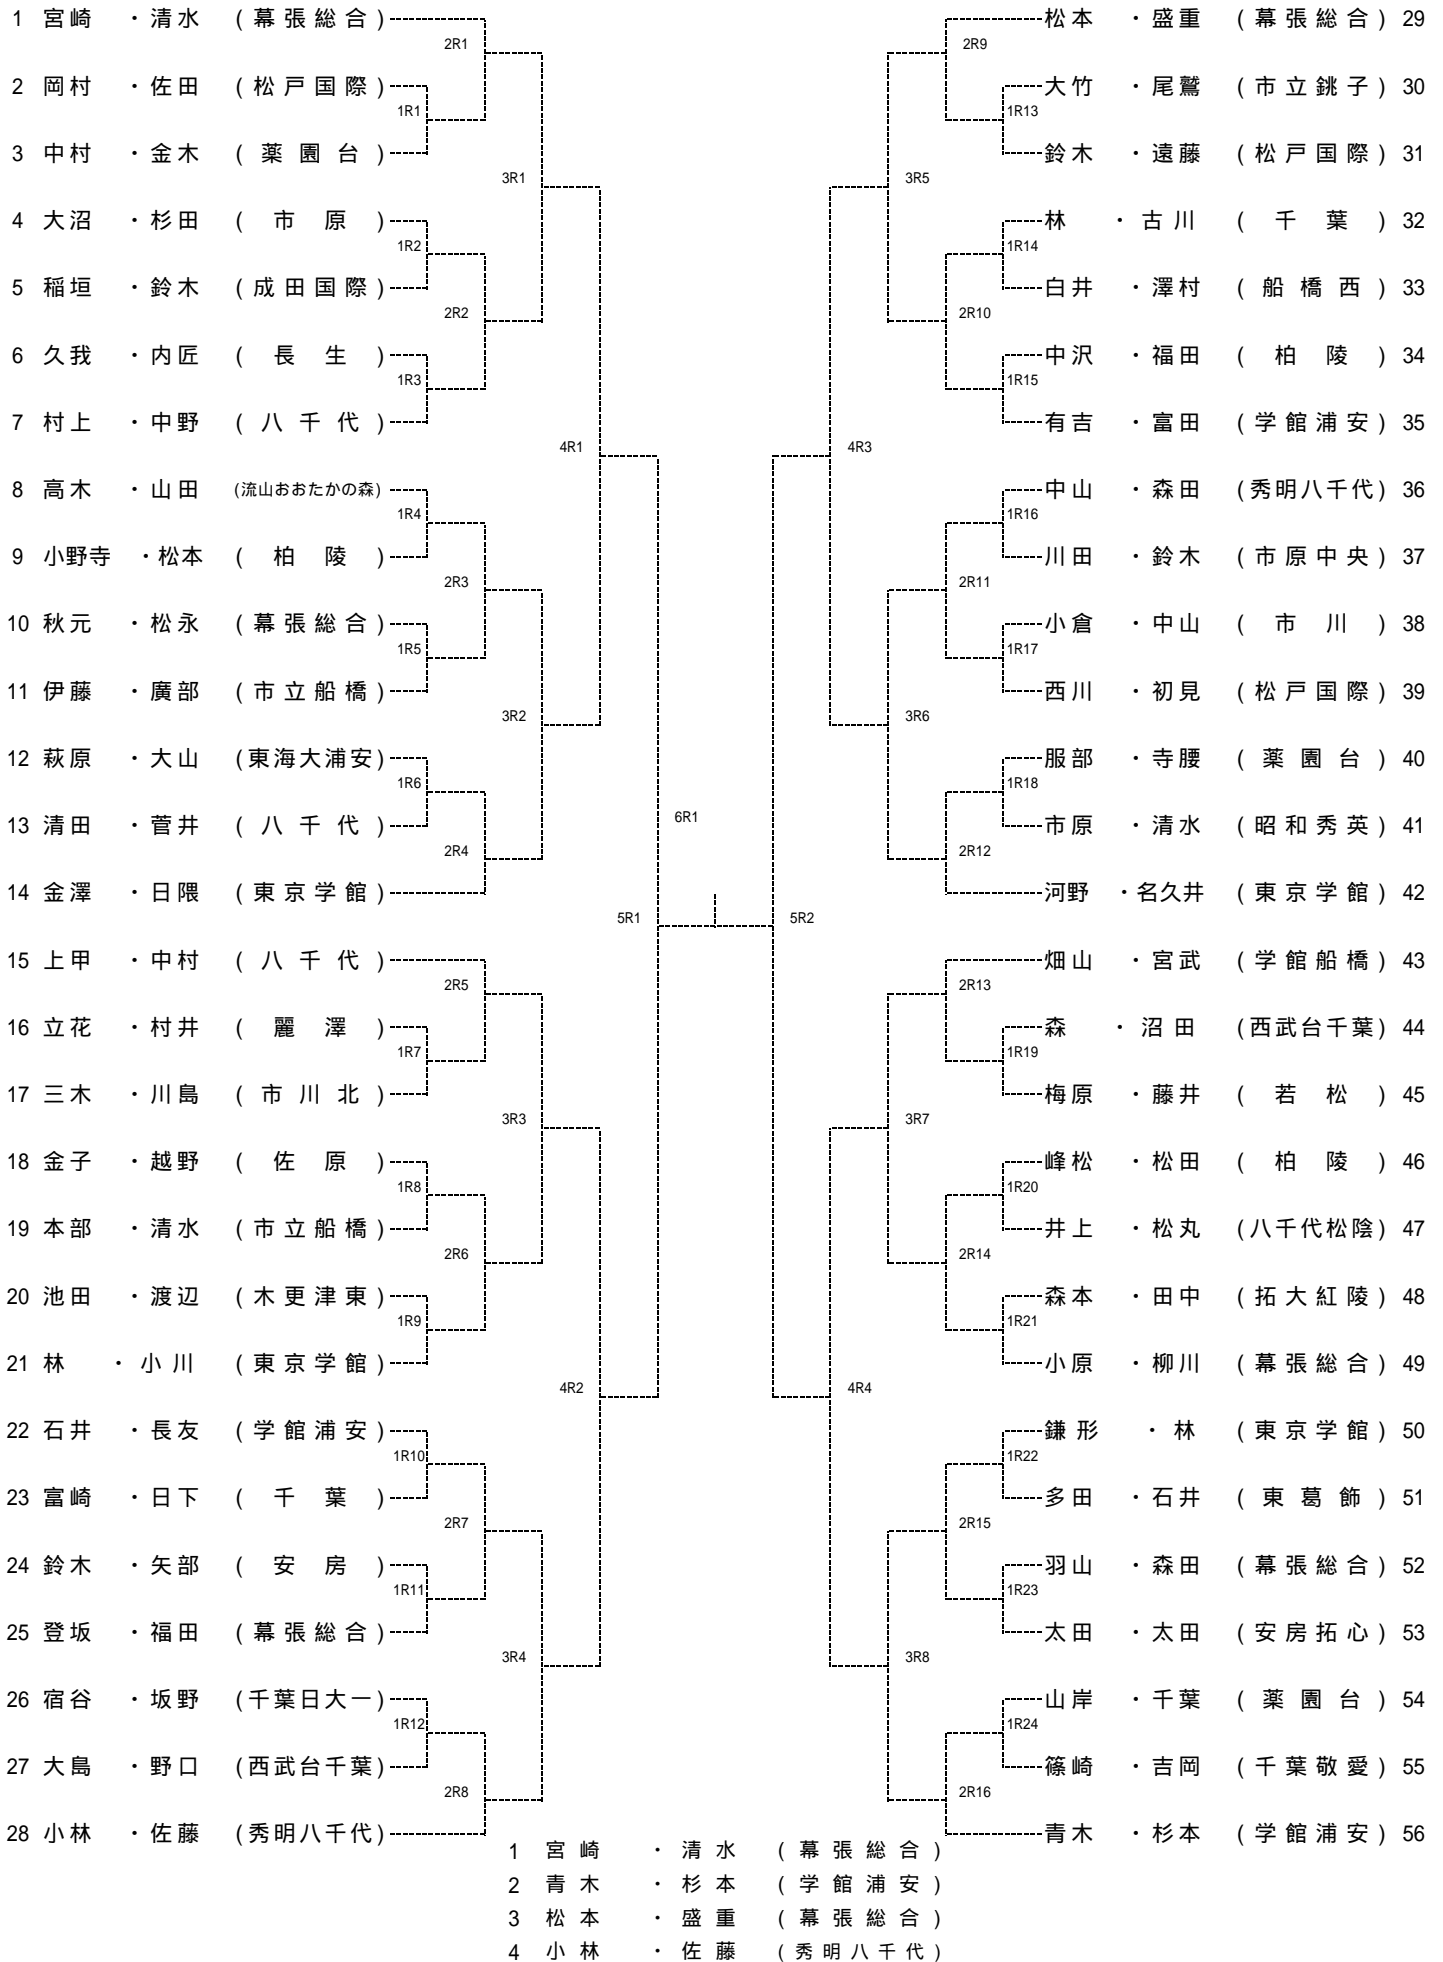 1 宮崎 ・清水 (幕張総合)
2R1
2 岡村 ・佐田 (松戸国際)
1R1
3 中村 ・金木 (薬園台)
3R1
4 大沼 ・杉田 (市原)
1R2
5 稲垣 ・鈴木 (成田国際)
2R2
6 久我 ・内匠 (長生)
1R3
7 村上 ・中野 (八千代)
4R1
8 高木 ・山田 (流山おおたかの森)
1R4
9 小野寺 ・松本 (柏陵)
2R3
10 秋元 ・松永 (幕張総合)
1R5
11 伊藤 ・廣部 (市立船橋)
3R2
12 萩原 ・大山 (東海大浦安)
1R6
13 清田 ・菅井 (八千代)
2R4
14 金澤 ・日隈 (東京学館)
5R1
15 上甲 ・中村 (八千代)
2R5
16 立花 ・村井 (麗澤)
1R7
17 三木 ・川島 (市川北)
3R3
18 金子 ・越野 (佐原)
1R8
19 本部 ・清水 (市立船橋)
2R6
20 池田 ・渡辺 (木更津東)
1R9
21 林 ・小川 (東京学館)
4R2
22 石井 ・長友 (学館浦安)
1R10
23 富崎 ・日下 (千葉)
2R7
24 鈴木 ・矢部 (安房)
1R11
25 登坂 ・福田 (幕張総合)
3R4
26 宿谷 ・坂野 (千葉日大一)
1R12
27 大島 ・野口 (西武台千葉)
2R8
28 小林 ・佐藤 (秀明八千代)
6R1
松本 ・盛重 (幕張総合) 29
2R9
大竹 ・尾鷲 (市立銚子) 30
1R13
鈴木 ・遠藤 (松戸国際) 31
3R5
林 ・古川 (千葉) 32
1R14
白井 ・澤村 (船橋西) 33
2R10
中沢 ・福田 (柏陵) 34
1R15
有吉 ・富田 (学館浦安) 35
4R3
中山 ・森田 (秀明八千代) 36
1R16
川田 ・鈴木 (市原中央) 37
2R11
小倉 ・中山 (市川) 38
1R17
西川 ・初見 (松戸国際) 39
3R6
服部 ・寺腰 (薬園台) 40
1R18
市原 ・清水 (昭和秀英) 41
2R12
河野 ・名久井 (東京学館) 42
5R2
畑山 ・宮武 (学館船橋) 43
2R13
森 ・沼田 (西武台千葉) 44
1R19
梅原 ・藤井 (若松) 45
3R7
峰松 ・松田 (柏陵) 46
1R20
井上 ・松丸 (八千代松陰) 47
2R14
森本 ・田中 (拓大紅陵) 48
1R21
小原 ・柳川 (幕張総合) 49
4R4
鎌形 ・林 (東京学館) 50
1R22
多田 ・石井 (東葛飾) 51
2R15
羽山 ・森田 (幕張総合) 52
1R23
太田 ・太田 (安房拓心) 53
3R8
山岸 ・千葉 (薬園台) 54
1R24
篠崎 ・吉岡 (千葉敬愛) 55
2R16
青木 ・杉本 (学館浦安) 56
1 宮崎 ・清水 (幕張総合)
2 青木 ・杉本 (学館浦安)
3 松本 ・盛重 (幕張総合)
4 小林 ・佐藤 (秀明八千代)